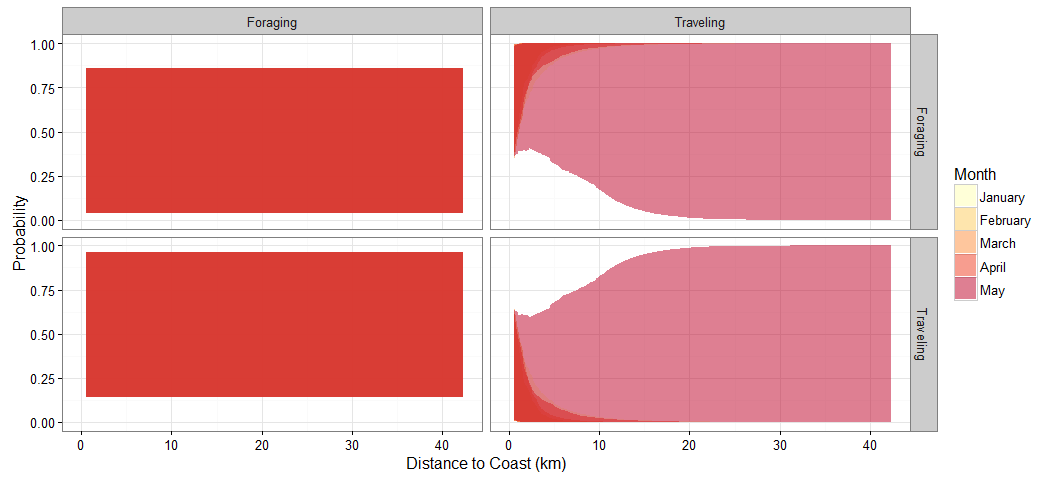 Foraging
Traveling
Probability
1.00
0.75
0.50
0.25
0.00
Foraging
1.00
0.75
0.50
0.25
0.00
Traveling
0
10
20
30
40
0
10
20
30
40
Distance to Coast (km)
Month
January
February
March
April
May